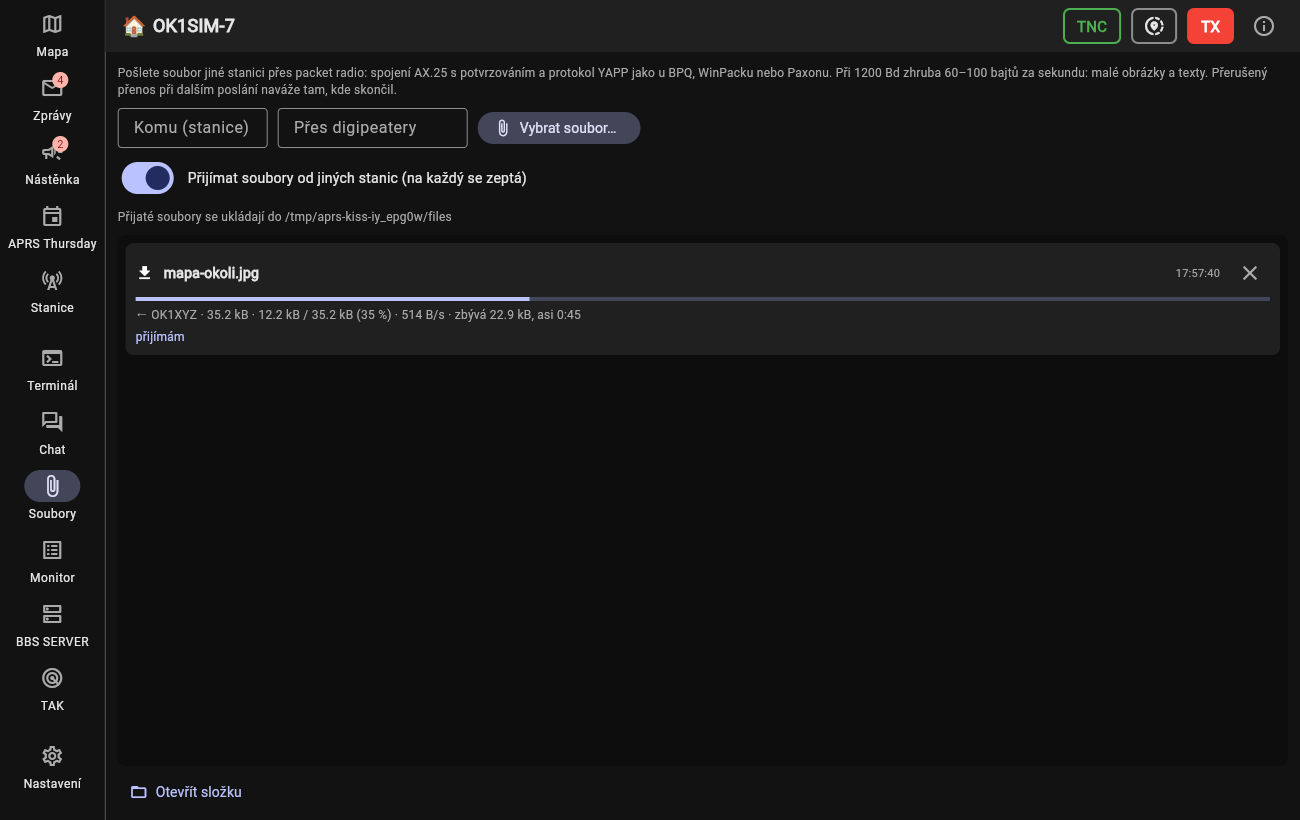 OK1SIM-7
TNC
TX
Mapa
4
Zprávy
2
Nástěnka
APRS Thursday
Stanice
Terminál
Chat
Soubory
Monitor
BBS SERVER
TAK
Nastavení
Pošlete soubor jiné stanici přes packet radio: spojení AX.25 s potvrzováním a protokol YAPP jako u BPQ, WinPacku nebo Paxonu. Při 1200 Bd zhruba 60–100 bajtů za sekundu: malé obrázky a texty. Přerušený
přenos při dalším poslání naváže tam, kde skončil.
Komu (stanice)
Přes digipeatery
Vybrat soubor...
Přijímat soubory od jiných stanic (na každý se zeptá)
Přijaté soubory se ukládají do /tmp/aprs-kiss-iy_epg0w/files
mapa-okoli.jpg
17:57:40
← OK1XYZ · 35.2 kB · 12.2 kB / 35.2 kB (35 %) · 514 B/s · zbývá 22.9 kB, asi 0:45
přijímám
Otevřít složku